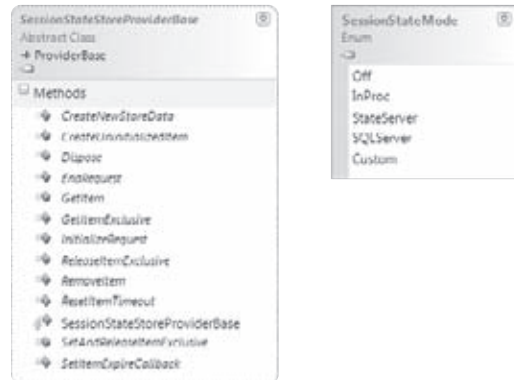 SessionStateStoreProviderBase
Abstract Class
ProviderBase
Methods
CreateNewStoreData
CreateUninitializedItem
Dispose
EndRequest
GetItem
GetItemExclusive
InitializeRequest
ReleaseItemExclusive
RemoveItem
ResetItemTimeout
SessionStateStoreProviderBase
SetAndReleaseItemExclusive
SetItemExpireCallback
SessionStateMode
Enum
Off
InProc
StateServer
SQLServer
Custom